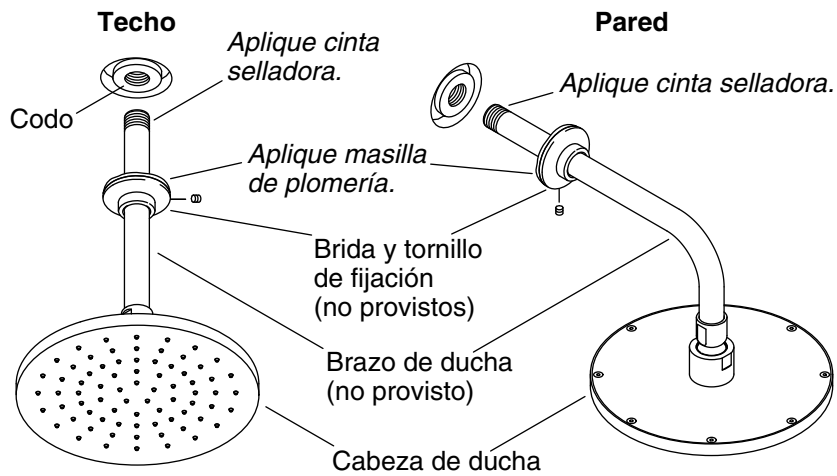 Techo
Pared
Aplique cinta
selladora.
Aplique cinta selladora.
Codo
Aplique masilla
de plomería.
Brida y tornillo
de fijación
(no provistos)
Brazo de ducha
(no provisto)
Cabeza de ducha